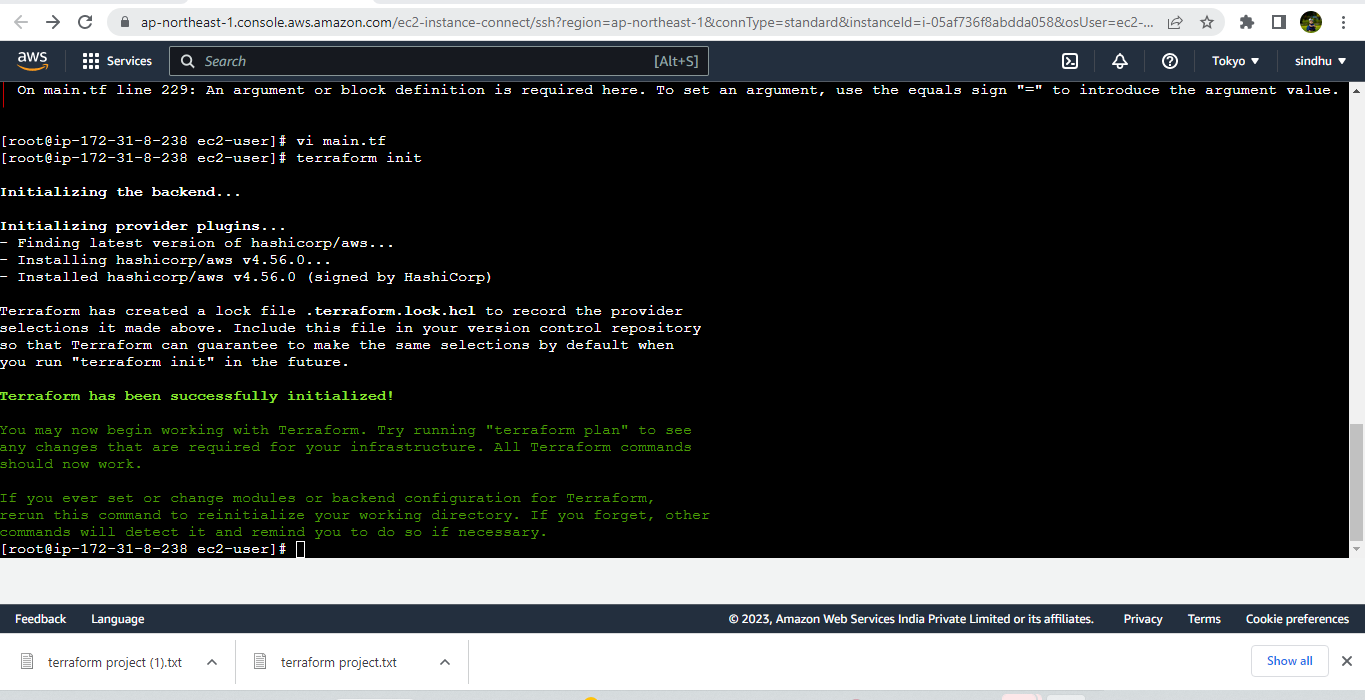 ap-northeast-1.console.aws.amazon.com/ec2-instance-connect/ssh?region=ap-northeast-1&connType=standard&instanceId=i-05af736f8abdda058&osUser=ec2-...
aws Services Search [Alt+S] Tokyo ▼ sindhu ▼
On main.tf line 229: An argument or block definition is required here. To set an argument, use the equals sign "=" to introduce the argument value.
[root@ip-172-31-8-238 ec2-user]# vi main.tf
[root@ip-172-31-8-238 ec2-user]# terraform init
Initializing the backend...
Initializing provider plugins...
- Finding latest version of hashicorp/aws...
- Installing hashicorp/aws v4.56.0...
- Installed hashicorp/aws v4.56.0 (signed by HashiCorp)
Terraform has created a lock file .terraform.lock.hcl to record the provider
selections it made above. Include this file in your version control repository
so that Terraform can guarantee to make the same selections by default when
you run "terraform init" in the future.
Terraform has been successfully initialized!
You may now begin working with Terraform. Try running "terraform plan" to see
any changes that are required for your infrastructure. All Terraform commands
should now work.
If you ever set or change modules or backend configuration for Terraform,
rerun this command to reinitialize your working directory. If you forget, other
commands will detect it and remind you to do so if necessary.
[root@ip-172-31-8-238 ec2-user]#
Feedback Language © 2023, Amazon Web Services India Private Limited or its affiliates. Privacy Terms Cookie preferences
terraform project (1).txt terraform project.txt Show all